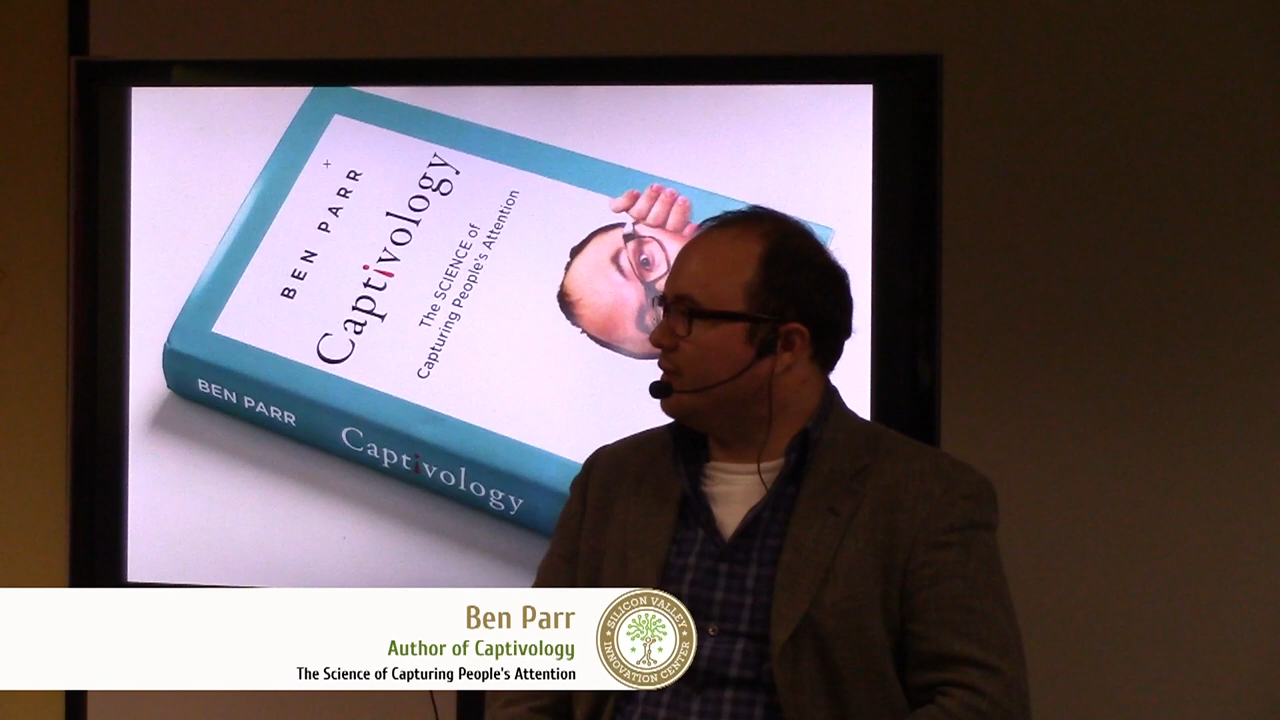 BEN PARR
Captivology
The SCIENCE of
Capturing People's Attention
BEN PARR
Captivology
Ben Parr
Author of Captivology
The Science of Capturing People's Attention
SILICON VALLEY
INNOVATION CENTER